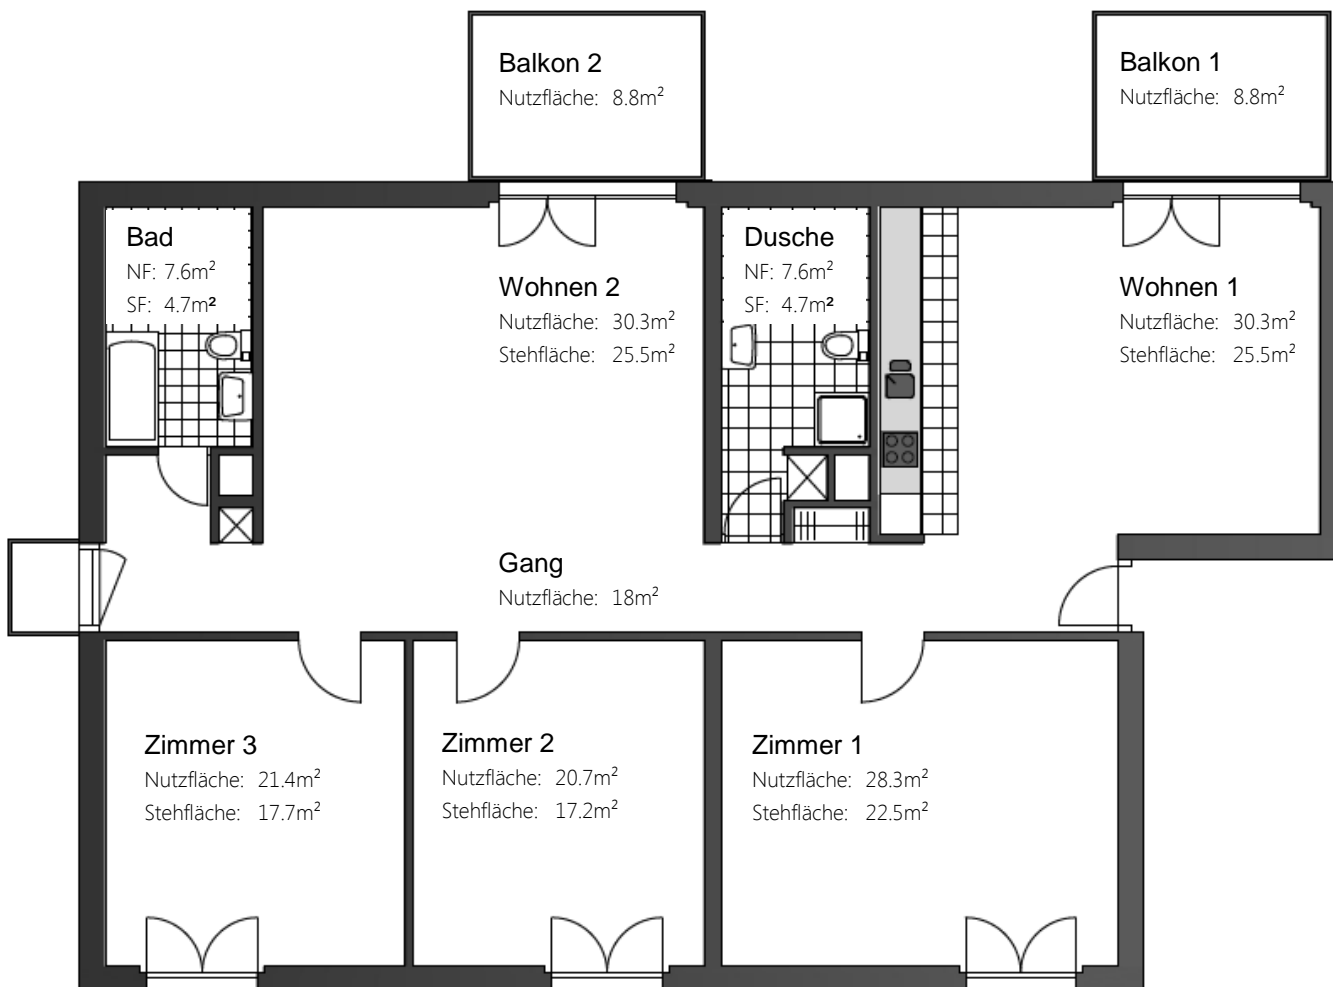 Balkon 2
Nutzfläche: 8.8m²
Balkon 1
Nutzfläche: 8.8m²
Bad
NF: 7.6m²
SF: 4.7m²
Wohnen 2
Nutzfläche: 30.3m²
Stehfläche: 25.5m²
Dusche
NF: 7.6m²
SF: 4.7m²
Wohnen 1
Nutzfläche: 30.3m²
Stehfläche: 25.5m²
Gang
Nutzfläche: 18m²
Zimmer 3
Nutzfläche: 21.4m²
Stehfläche: 17.7m²
Zimmer 2
Nutzfläche: 20.7m²
Stehfläche: 17.2m²
Zimmer 1
Nutzfläche: 28.3m²
Stehfläche: 22.5m²